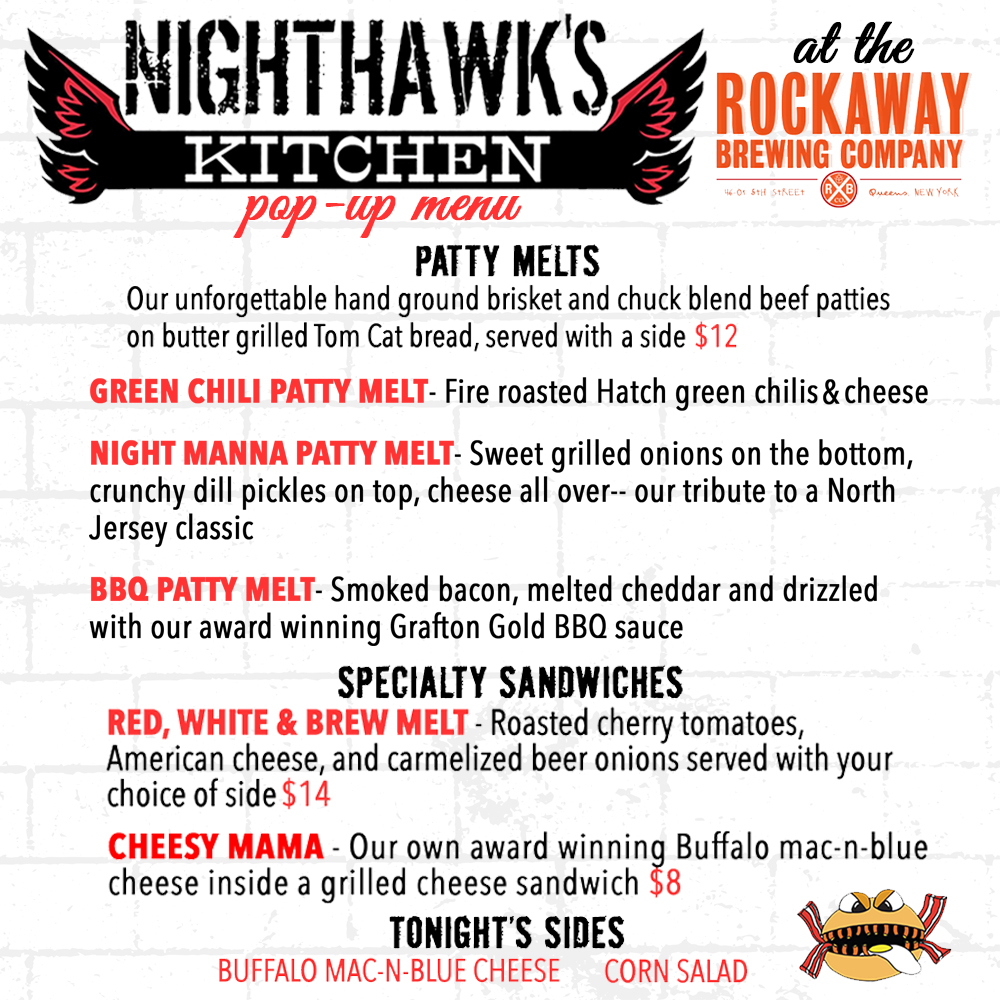 NIGHTHAWK'S
KITCHEN
pop-up menu
at the
ROCKAWAY
BREWING COMPANY
46-01 5TH STREET
R B
CO.
Queens, NEW YORK
PATTY MELTS
Our unforgettable hand ground brisket and chuck blend beef patties
on butter grilled Tom Cat bread, served with a side $12
GREEN CHILI PATTY MELT- Fire roasted Hatch green chilis & cheese
NIGHT MANNA PATTY MELT- Sweet grilled onions on the bottom,
crunchy dill pickles on top, cheese all over-- our tribute to a North
Jersey classic
BBQ PATTY MELT- Smoked bacon, melted cheddar and drizzled
with our award winning Grafton Gold BBQ sauce
SPECIALTY SANDWICHES
RED, WHITE & BREW MELT - Roasted cherry tomatoes,
American cheese, and carmelized beer onions served with your
choice of side $14
CHEESY MAMA - Our own award winning Buffalo mac-n-blue
cheese inside a grilled cheese sandwich $8
TONIGHT'S SIDES
BUFFALO MAC-N-BLUE CHEESE CORN SALAD